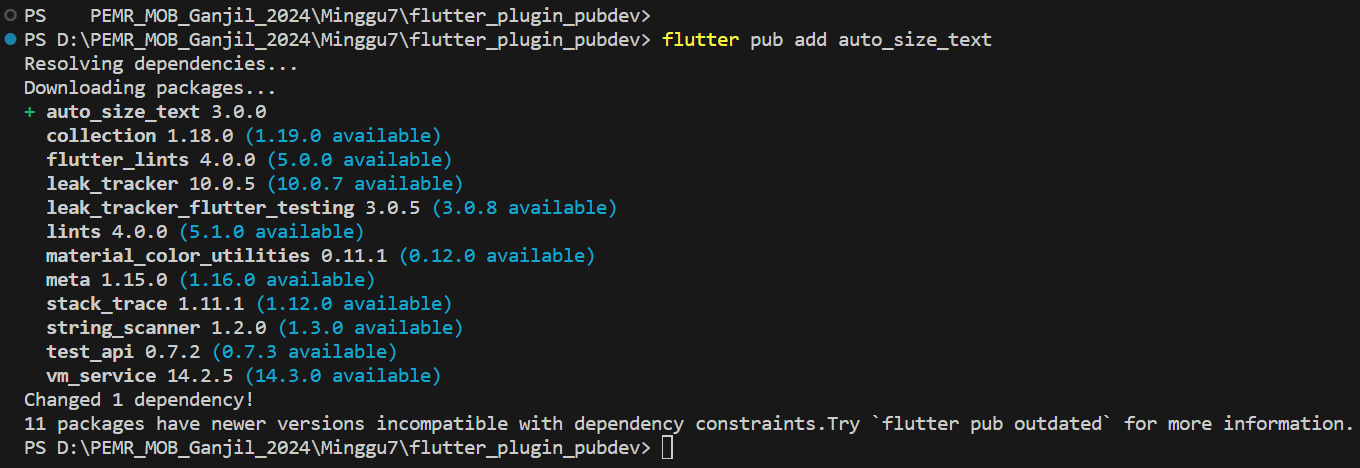 PS    PEMR_MOB_Ganjil_2024\Minggu7\flutter_plugin_pubdev>
PS D:\PEMR_MOB_Ganjil_2024\Minggu7\flutter_plugin_pubdev> flutter pub add auto_size_text
Resolving dependencies...
Downloading packages...
+ auto_size_text 3.0.0
  collection 1.18.0 (1.19.0 available)
  flutter_lints 4.0.0 (5.0.0 available)
  leak_tracker 10.0.5 (10.0.7 available)
  leak_tracker_flutter_testing 3.0.5 (3.0.8 available)
  lints 4.0.0 (5.1.0 available)
  material_color_utilities 0.11.1 (0.12.0 available)
  meta 1.15.0 (1.16.0 available)
  stack_trace 1.11.1 (1.12.0 available)
  string_scanner 1.2.0 (1.3.0 available)
  test_api 0.7.2 (0.7.3 available)
  vm_service 14.2.5 (14.3.0 available)
Changed 1 dependency!
11 packages have newer versions incompatible with dependency constraints.Try `flutter pub outdated` for more information.
PS D:\PEMR_MOB_Ganjil_2024\Minggu7\flutter_plugin_pubdev>